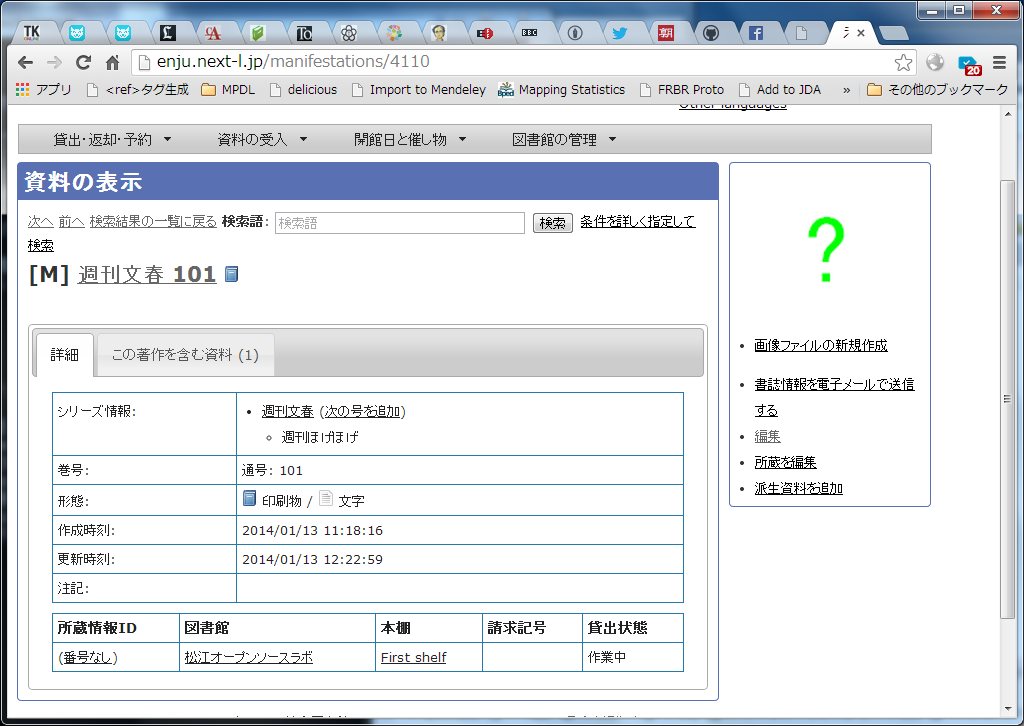 TK
CA
TO
BBC
朝
ミ
enju.next-l.jp/manifestations/4110
20
アプリ <ref>タグ生成 MPDL delicious Import to Mendeley Mapping Statistics FRBR Proto Add to JDA » その他のブックマーク
Other languages
貸出・返却・予約 資料の受入 開館日と催し物 図書館の管理
資料の表示
次へ 前へ 検索結果の一覧に戻る 検索語: 検索語 検索 条件を詳しく指定して
検索
[M] 週刊文春 101
詳細 この著作を含む資料 (1)
シリーズ情報: 週刊文春 (次の号を追加)
週刊ほげほげ
巻号: 通号: 101
形態: 印刷物 / 文字
作成時刻: 2014/01/13 11:18:16
更新時刻: 2014/01/13 12:22:59
注記:
所蔵情報ID 図書館 本棚 請求記号 貸出状態
(番号なし) 松江オープンソースラボ First shelf 作業中
?
画像ファイルの新規作成
書誌情報を電子メールで送信
する
編集
所蔵を編集
派生資料を追加